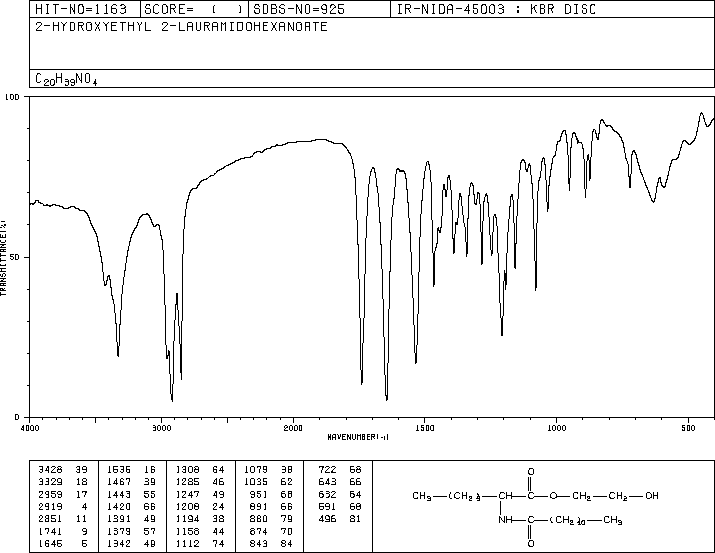 HIT-NO=1163 SCORE= ( ) SDBS-NO=925 IR-NIDA-45003 : KBR DISC
2-HYDROXYETHYL 2-LAURAMIDOHEXANOATE
C20H39NO4
100
50
0
TRANSMITTANCE(%)
4000 3000 2000 1500 1000 500
WAVENUMBER(-1)
3428 39 1536 16 1308 64 1079 38 722 68
3329 18 1467 39 1285 46 1035 62 643 66
2959 17 1443 55 1247 49 951 68 632 64
2919 4 1420 66 1208 24 891 66 591 68
2851 11 1391 49 1194 38 880 79 496 81
1741 9 1379 57 1158 44 874 70
1645 5 1342 49 1112 74 843 84
O
CH3—(CH2)3—CH—C—O—CH2—CH2—OH
NH—C—(CH2)10—CH3
O